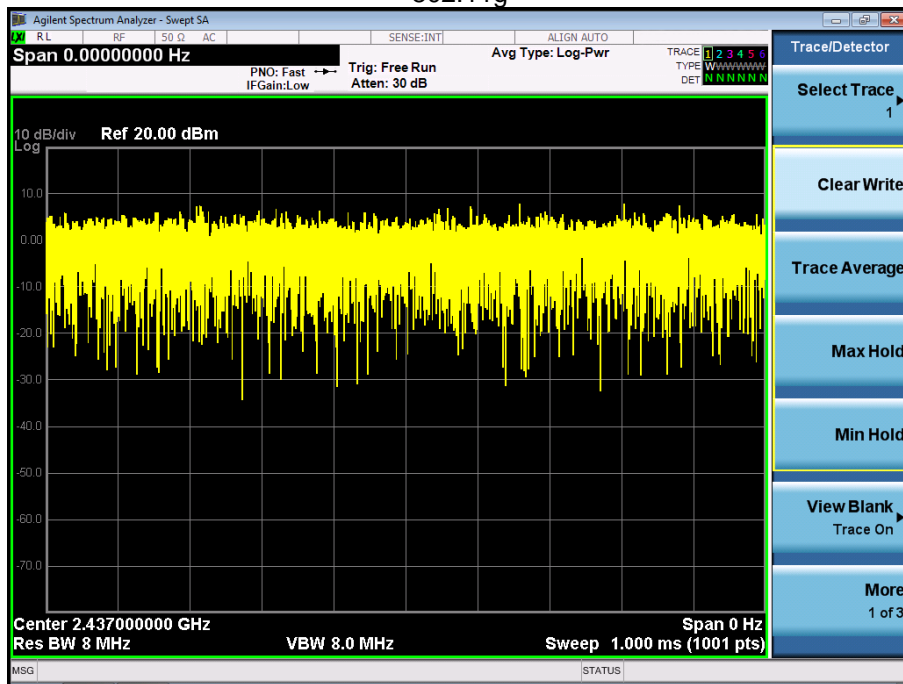 Agilent Spectrum Analyzer - Swept SA
LXI RL RF 50 Ω AC SENSE:INT ALIGN AUTO
Span 0.00000000 Hz
PNO: Fast
IFGain:Low
Trig: Free Run
Atten: 30 dB
Avg Type: Log-Pwr
TRACE 1 2 3 4 5 6
TYPE WWWWWW
DET N N N N N N
10 dB/div Ref 20.00 dBm
Log
10.0
0.00
-10.0
-20.0
-30.0
-40.0
-50.0
-60.0
-70.0
Center 2.437000000 GHz Span 0 Hz
Res BW 8 MHz VBW 8.0 MHz Sweep 1.000 ms (1001 pts)
MSG STATUS
Trace/Detector
Select Trace
1
Clear Write
Trace Average
Max Hold
Min Hold
View Blank
Trace On
More
1 of 3